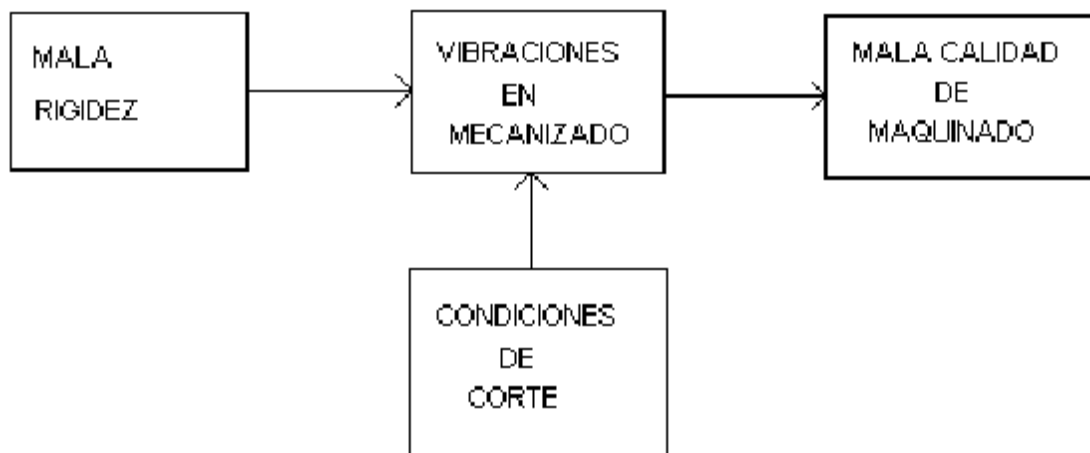 MALA
RIGIDEZ
VIBRACIONES
EN
MECANIZADO
MALA CALIDAD
DE
MAQUINADO
CONDICIONES
DE
CORTE